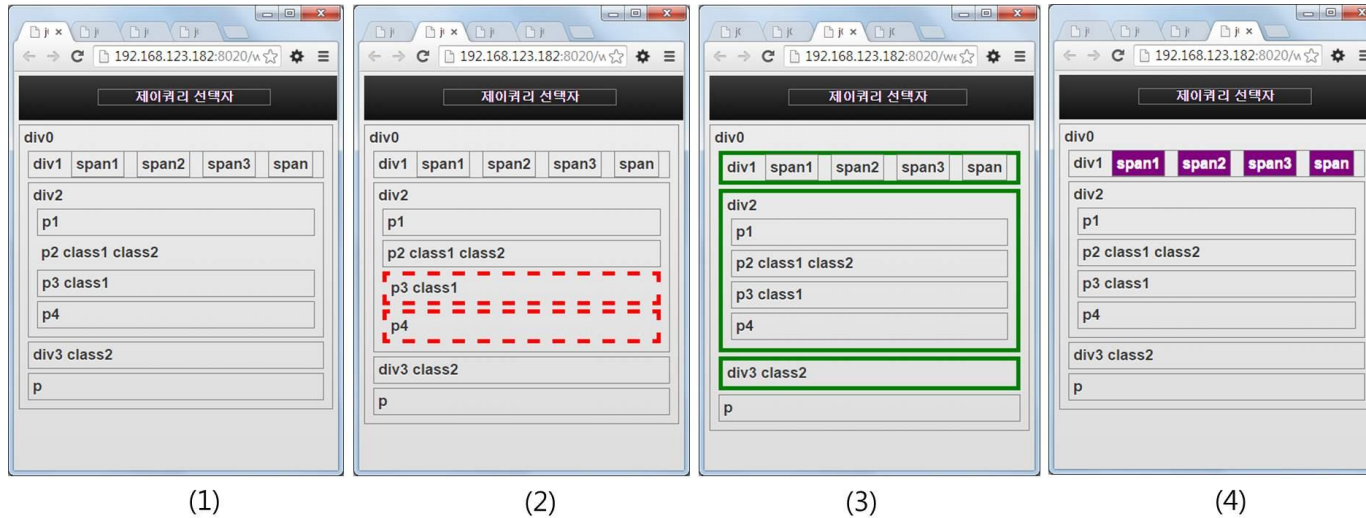 192.168.123.182:8020/w
제이쿼리 선택자
div0
div1 span1 span2 span3 span
div2
p1
p2 class1 class2
p3 class1
p4
div3 class2
p
(1)
192.168.123.182:8020/w
제이쿼리 선택자
div0
div1 span1 span2 span3 span
div2
p1
p2 class1 class2
p3 class1
p4
div3 class2
p
(2)
192.168.123.182:8020/we
제이쿼리 선택자
div0
div1 span1 span2 span3 span
div2
p1
p2 class1 class2
p3 class1
p4
div3 class2
p
(3)
192.168.123.182:8020/w
제이쿼리 선택자
div0
div1 span1 span2 span3 span
div2
p1
p2 class1 class2
p3 class1
p4
div3 class2
p
(4)